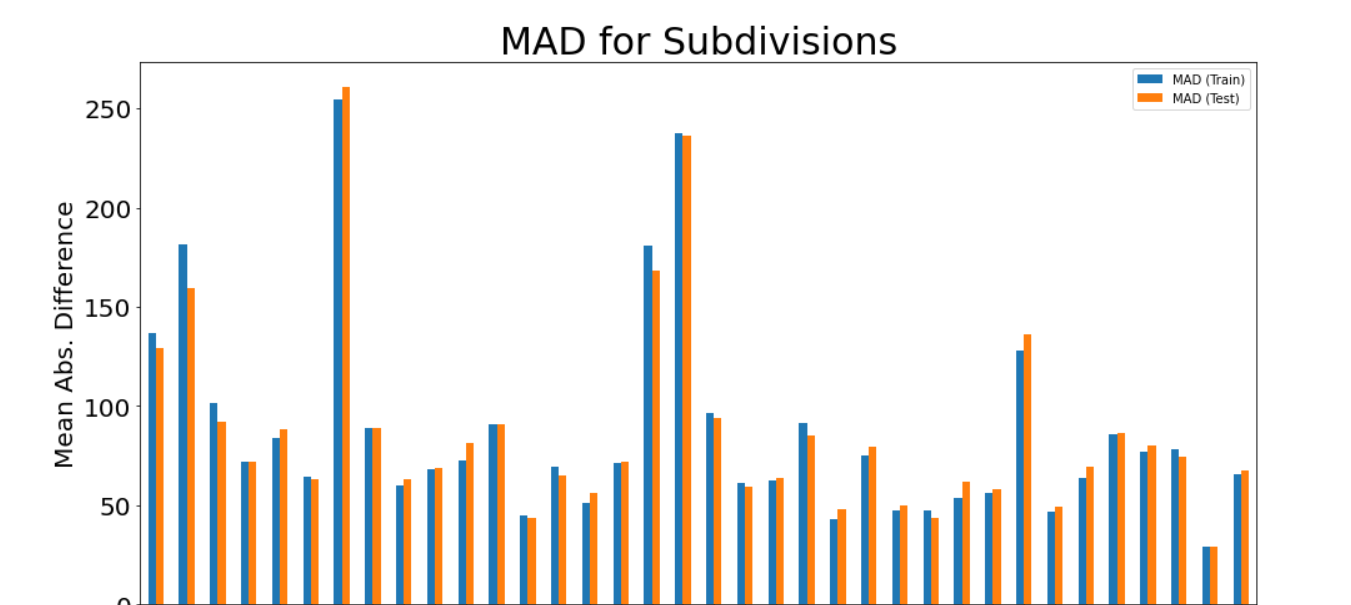 MAD for Subdivisions
MAD (Train)
MAD (Test)
Mean Abs. Difference
250
200
150
100
50
0